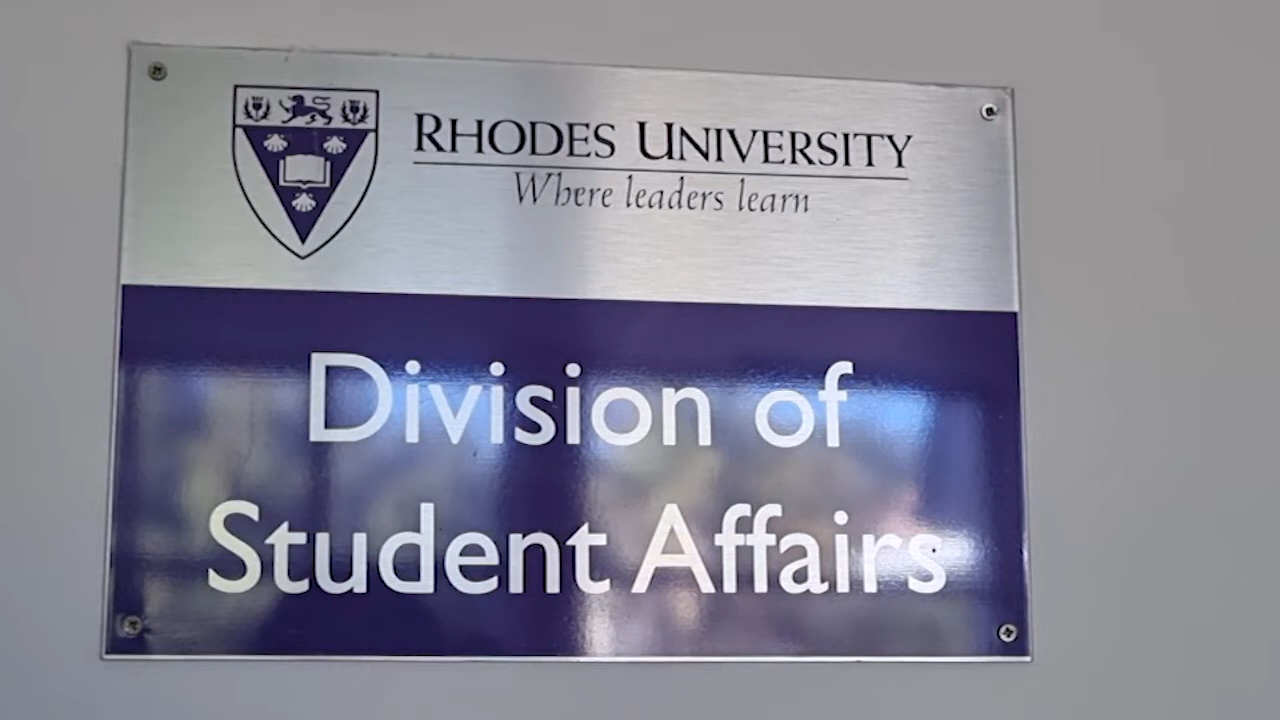 RHODES UNIVERSITY
Where leaders learn
Division of
Student Affairs